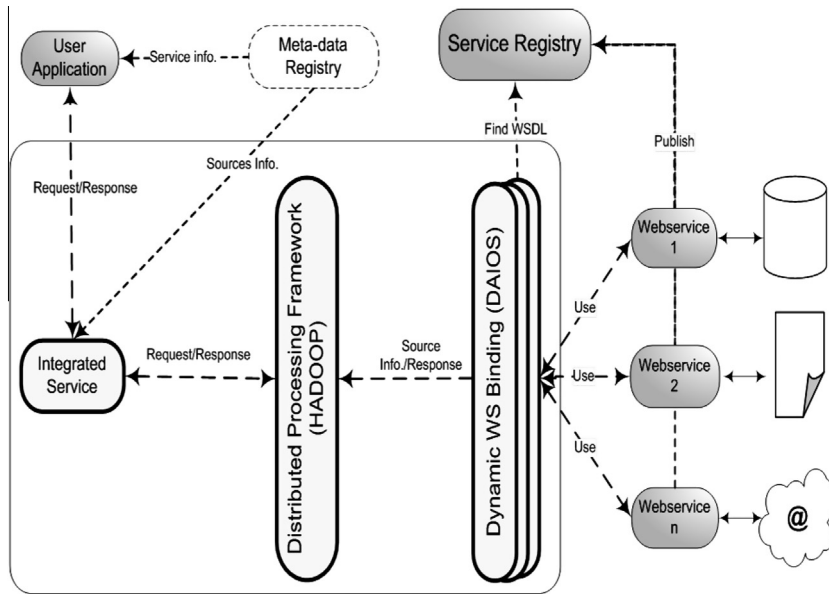 User
Application
Service info.
Meta-data
Registry
Service Registry
Find WSDL
Publish
Sources Info.
Request/Response
Webservice
1
Use
Distributed Processing Framework
(HADOOP)
Dynamic WS Binding (DAIOS)
Integrated
Service
Request/Response
Source
Info./Response
Use
Webservice
2
Use
Webservice
n
@